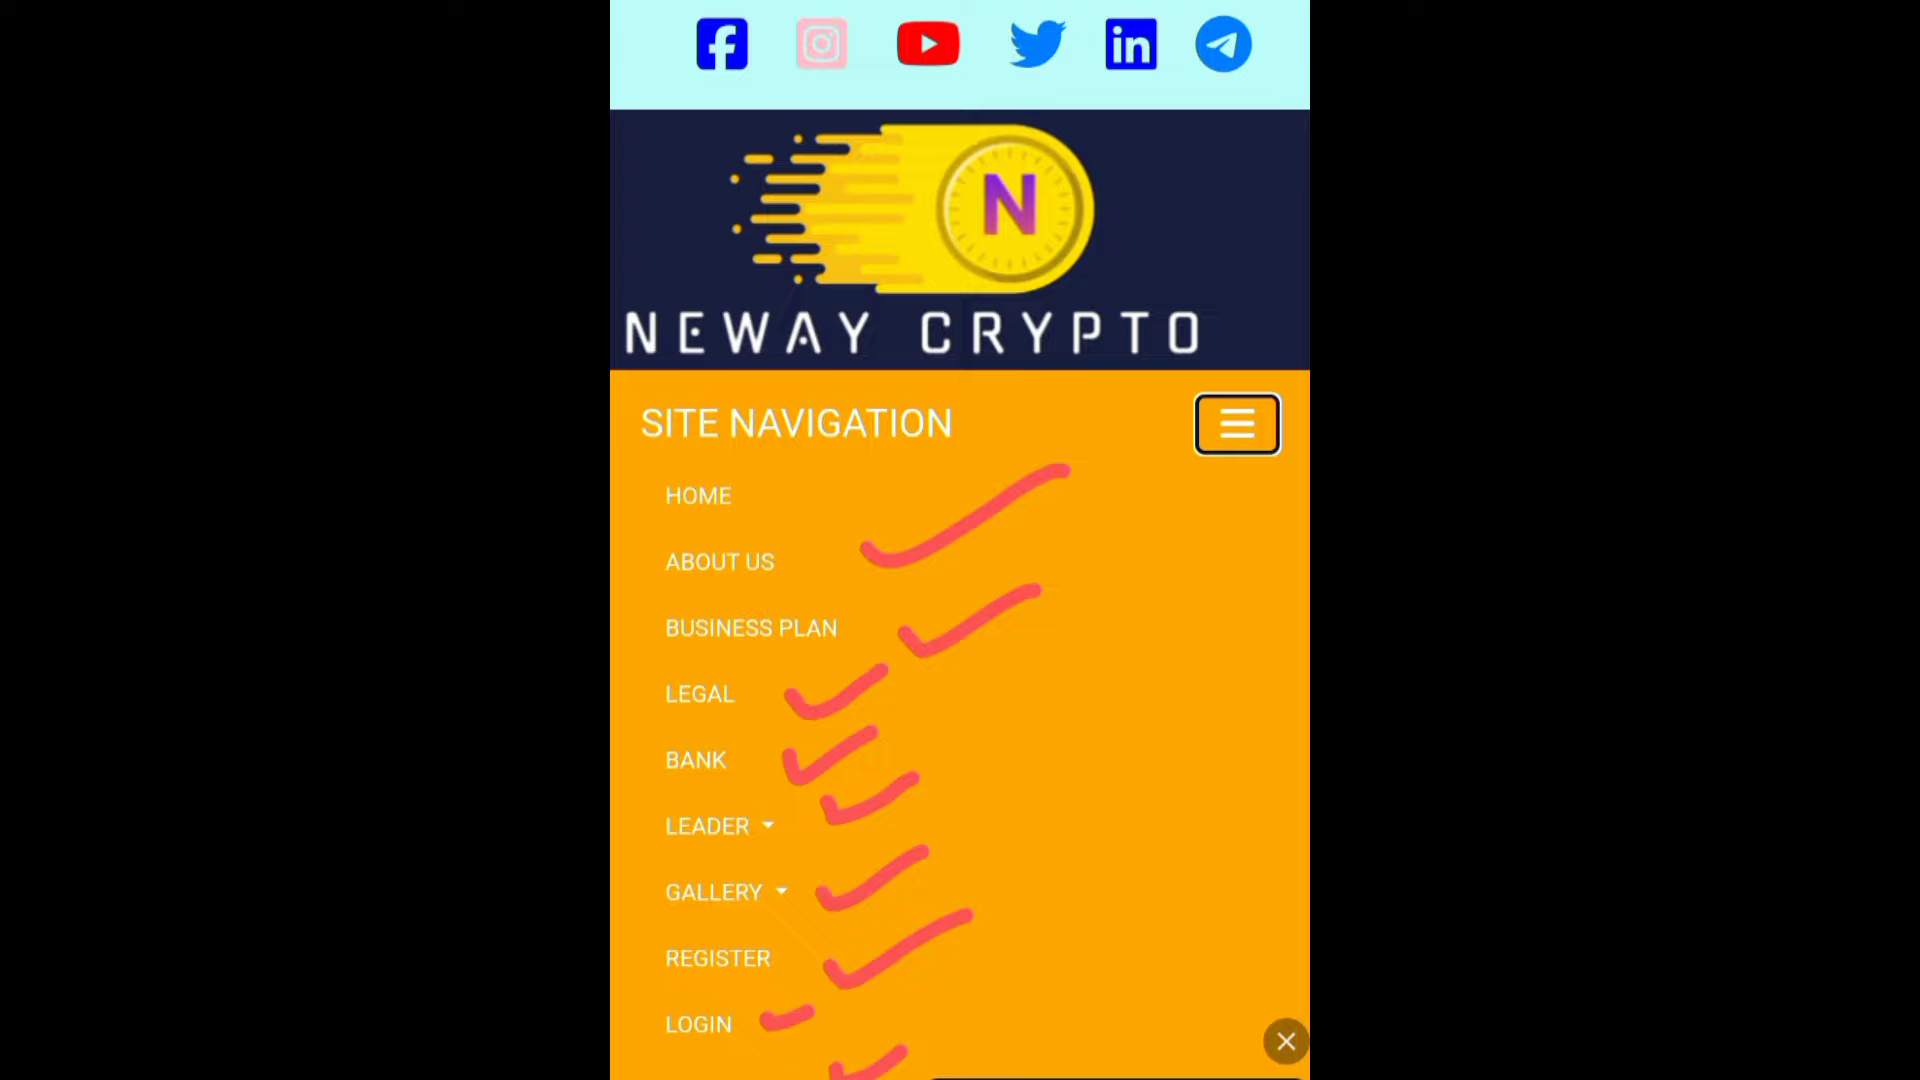 N
NEWAY CRYPTO
SITE NAVIGATION
HOME
ABOUT US
BUSINESS PLAN
LEGAL
BANK
LEADER
GALLERY
REGISTER
LOGIN